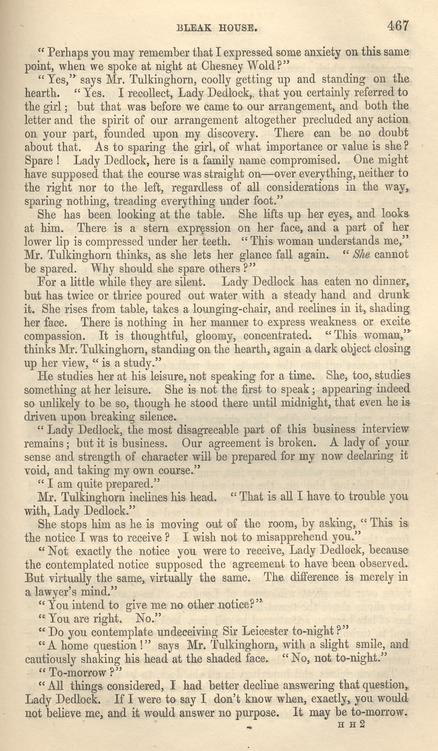 BLEAK HOUSE. 467
“ Perhaps you may remember that I expressed some anxiety on this same
point, when we spoke at night at Chesney Wold ?”
“ Yes,” says Mr. Tulkinghorn, coolly getting up and standing on the
hearth. “ Yes. I recollect, Lady Dedlock, that you certainly referred to
the girl ; but that was before we came to our arrangement, and both the
letter and the spirit of our arrangement altogether precluded any action
on your part, founded upon my discovery. There can be no doubt
about that. As to sparing the girl, of what importance or value is she ?
Spare ! Lady Dedlock, here is a family name compromised. One might
have supposed that the course was straight on—over everything, neither to
the right nor to the left, regardless of all considerations in the way,
sparing nothing, treading everything under foot.”
She has been looking at the table. She lifts up her eyes, and looks
at him. There is a stern expression on her face, and a part of her
lower lip is compressed under her teeth. “ This woman understands me,”
Mr. Tulkinghorn thinks, as she lets her glance fall again. “ She cannot
be spared. Why should she spare others ?”
For a little while they are silent. Lady Dedlock has eaten no dinner,
but has twice or thrice poured out water with a steady hand and drunk
it. She rises from table, takes a lounging-chair, and reclines in it, shading
her face. There is nothing in her manner to express weakness or excite
compassion. It is thoughtful, gloomy, concentrated. “ This woman,”
thinks Mr. Tulkinghorn, standing on the hearth, again a dark object closing
up her view, “ is a study.”
He studies her at his leisure, not speaking for a time. She, too, studies
something at her leisure. She is not the first to speak ; appearing indeed
so unlikely to be so, though he stood there until midnight, that even he is
driven upon breaking silence.
“ Lady Dedlock, the most disagreeable part of this business interview
remains ; but it is business. Our agreement is broken. A lady of your
sense and strength of character will be prepared for my now declaring it
void, and taking my own course.”
“ I am quite prepared.”
Mr. Tulkinghorn inclines his head. “ That is all I have to trouble you
with, Lady Dedlock.”
She stops him as he is moving out of the room, by asking, “ This is
the notice I was to receive ? I wish not to misapprehend you.”
“ Not exactly the notice you were to receive, Lady Dedlock, because
the contemplated notice supposed the agreement to have been observed.
But virtually the same, virtually the same. The difference is merely in
a lawyer’s mind.”
“ You intend to give me no other notice ?”
“ You are right. No.”
“ Do you contemplate undeceiving Sir Leicester to-night ?”
“ A home question !” says Mr. Tulkinghorn, with a slight smile, and
cautiously shaking his head at the shaded face. “ No, not to-night.”
“ To-morrow ?”
“ All things considered, I had better decline answering that question,
Lady Dedlock. If I were to say I don’t know when, exactly, you would
not believe me, and it would answer no purpose. It may be to-morrow.
H H 2